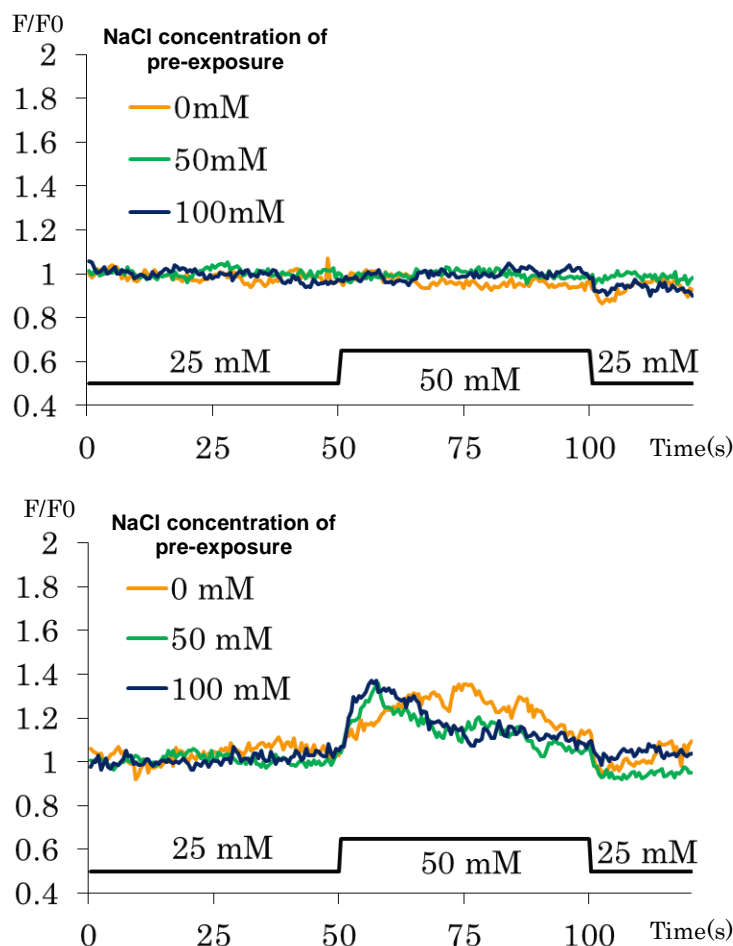 F/F0
NaCl concentration of
pre-exposure
2
1.8
0mM
1.6
50mM
1.4
100mM
1.2
1
0.8
0.6
25 mM
50 mM
25 mM
0.4
0
25
50
75
100
Time(s)
F/F0
NaCl concentration of
pre-exposure
2
1.8
0 mM
1.6
50 mM
1.4
100 mM
1.2
1
0.8
0.6
25 mM
50 mM
25 mM
0.4
0
25
50
75
100
Time(s)